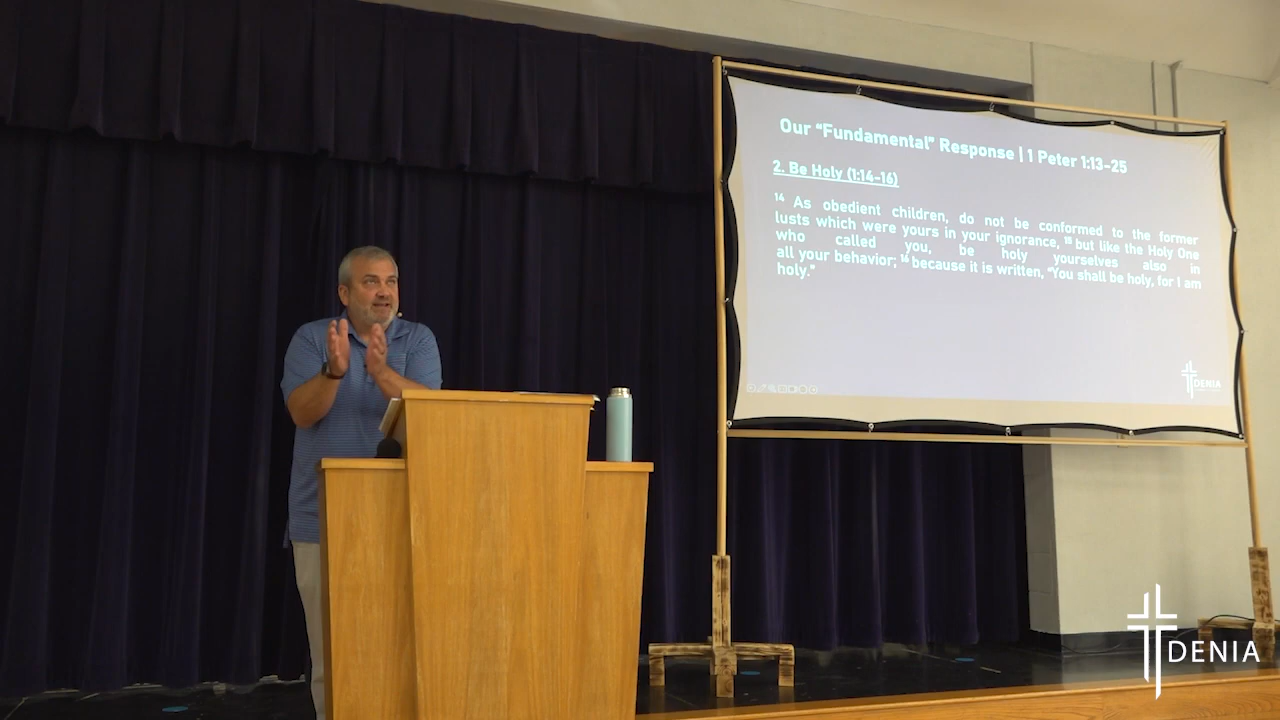 Our “Fundamental” Response | 1 Peter 1:13-25
2. Be Holy (1:14-16)
14 As obedient children, do not be conformed to the former
lusts which were yours in your ignorance, 15 but like the Holy One
who called you, be holy yourselves also in
all your behavior; 16 because it is written, “You shall be holy, for I am
holy.”
DENIA
DENIA